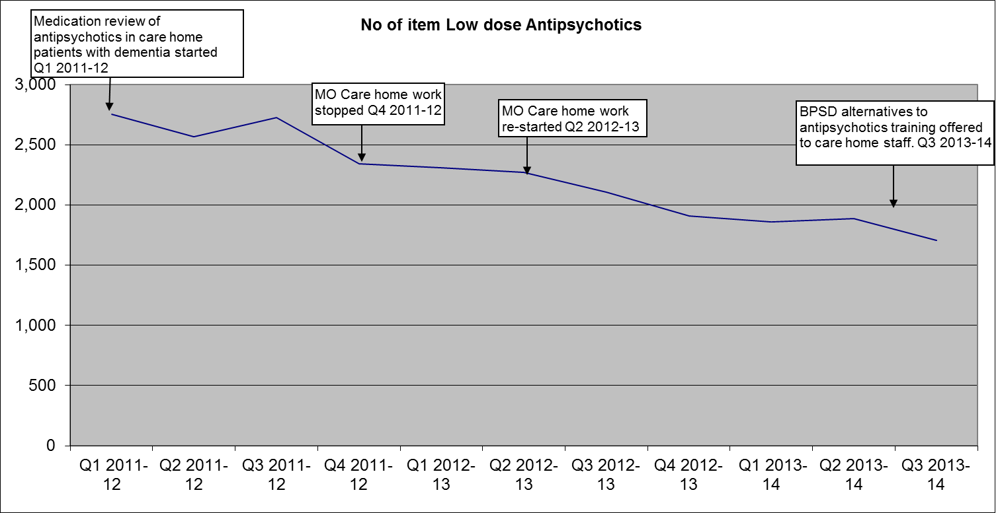 No of item Low dose Antipsychotics
Medication review of
antipsychotics in care home
patients with dementia started
Q1 2011-12
MO Care home work
stopped Q4 2011-12
MO Care home work
re-started Q2 2012-13
BPSD alternatives to
antipsychotics training offered
to care home staff. Q3 2013-14
3,000
2,500
2,000
1,500
1,000
500
0
Q1 2011-
12
Q2 2011-
12
Q3 2011-
12
Q4 2011-
12
Q1 2012-
13
Q2 2012-
13
Q3 2012-
13
Q4 2012-
13
Q1 2013-
14
Q2 2013-
14
Q3 2013-
14